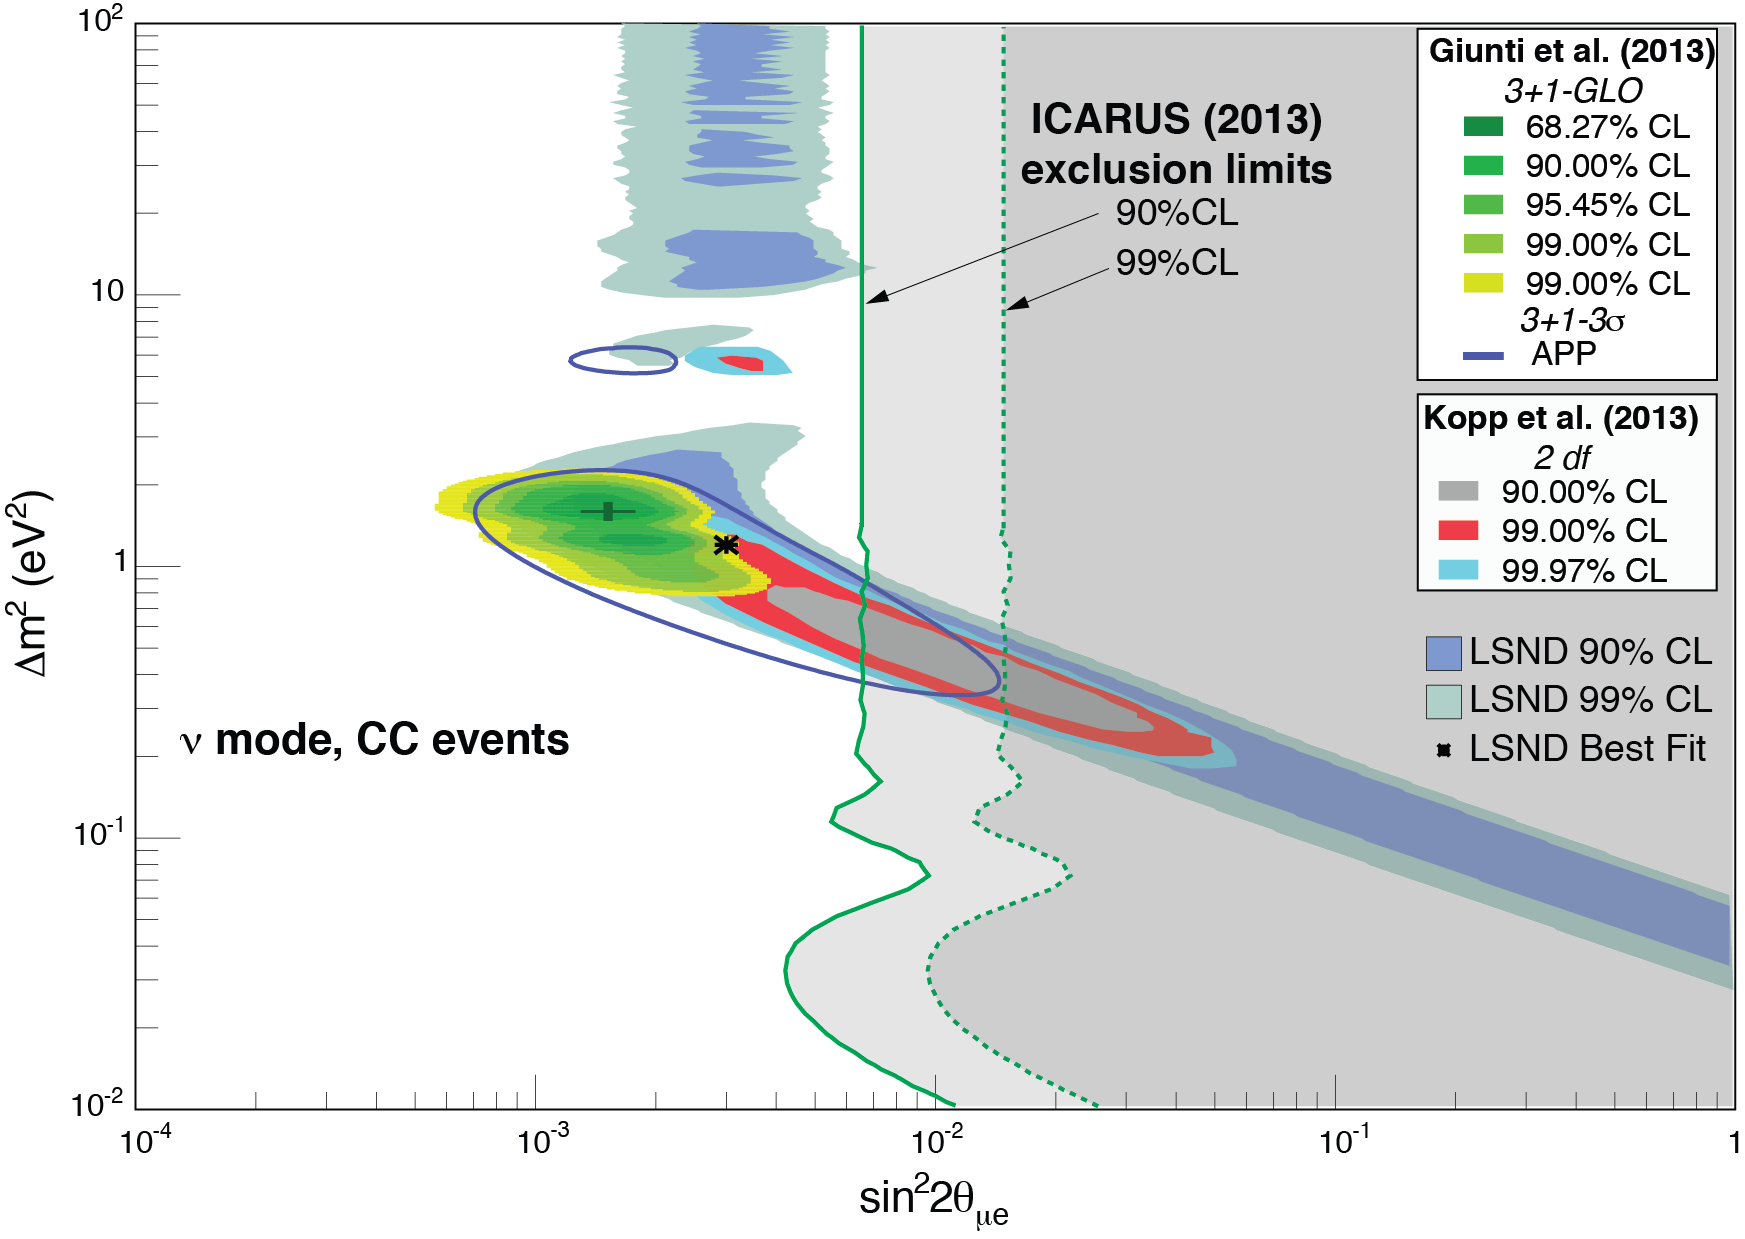 10²
10
1
10⁻¹
10⁻²
Δm² (eV²)
10⁻⁴
10⁻³
10⁻²
10⁻¹
1
sin²2θμe
ICARUS (2013)
exclusion limits
90%CL
99%CL
ν mode, CC events
Giunti et al. (2013)
3+1-GLO
68.27% CL
90.00% CL
95.45% CL
99.00% CL
99.00% CL
3+1-3σ
APP
Kopp et al. (2013)
2 df
90.00% CL
99.00% CL
99.97% CL
LSND 90% CL
LSND 99% CL
LSND Best Fit